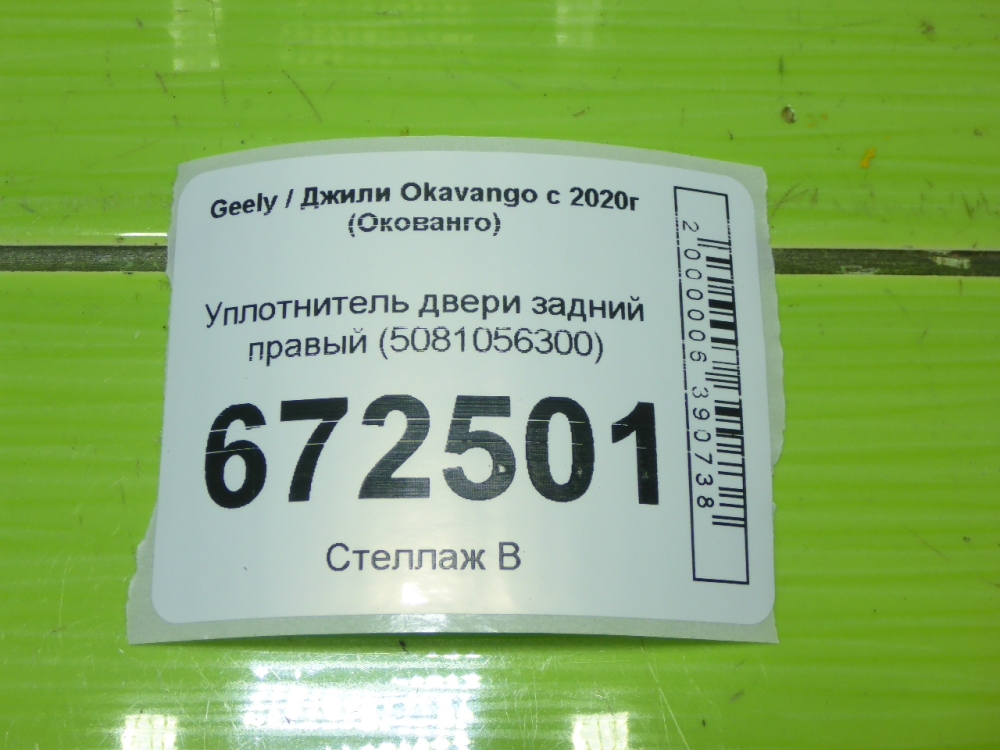 Geely / Джили Okavango с 2020г
(Окованго)
Уплотнитель двери задний
правый (5081056300)
672501
Стеллаж В
2000006390738